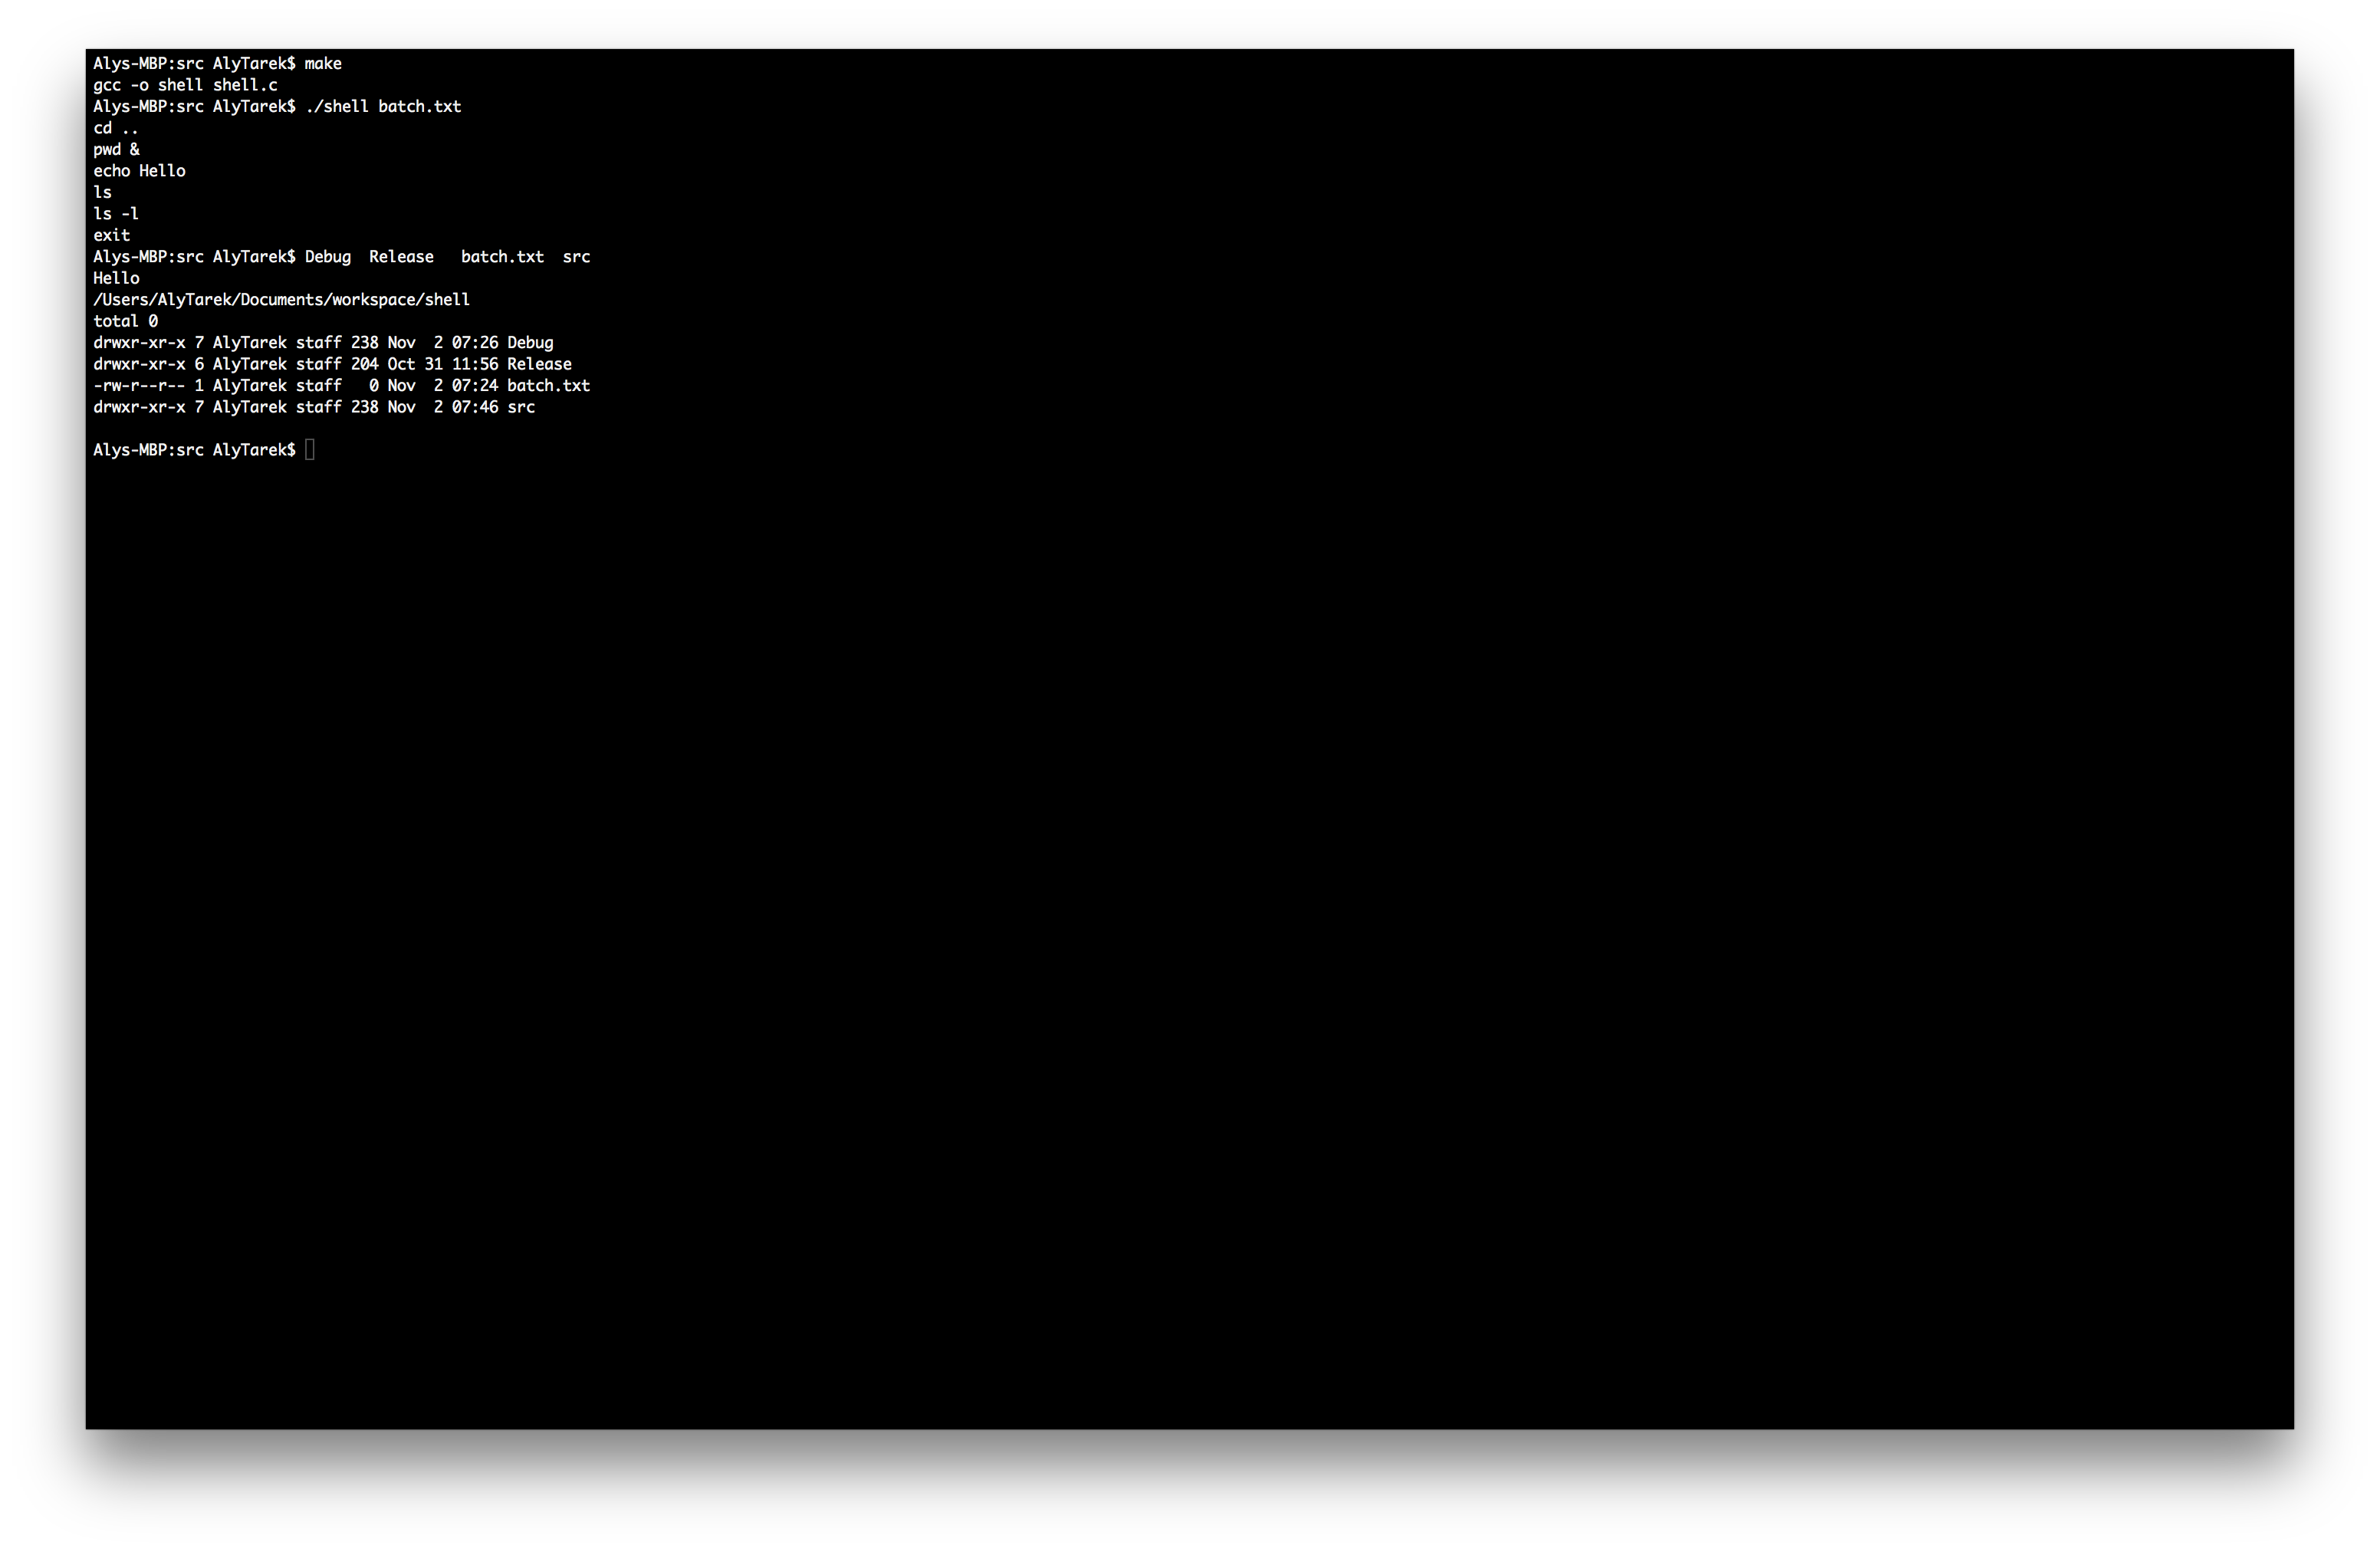 Alys-MBP:src AlyTarek$ make
gcc -o shell shell.c
Alys-MBP:src AlyTarek$ ./shell batch.txt
cd ..
pwd &
echo Hello
ls
ls -l
exit
Alys-MBP:src AlyTarek$ Debug  Release   batch.txt  src
Hello
/Users/AlyTarek/Documents/workspace/shell
total 0
drwxr-xr-x 7 AlyTarek staff 238 Nov  2 07:26 Debug
drwxr-xr-x 6 AlyTarek staff 204 Oct 31 11:56 Release
-rw-r--r-- 1 AlyTarek staff   0 Nov  2 07:24 batch.txt
drwxr-xr-x 7 AlyTarek staff 238 Nov  2 07:46 src
Alys-MBP:src AlyTarek$